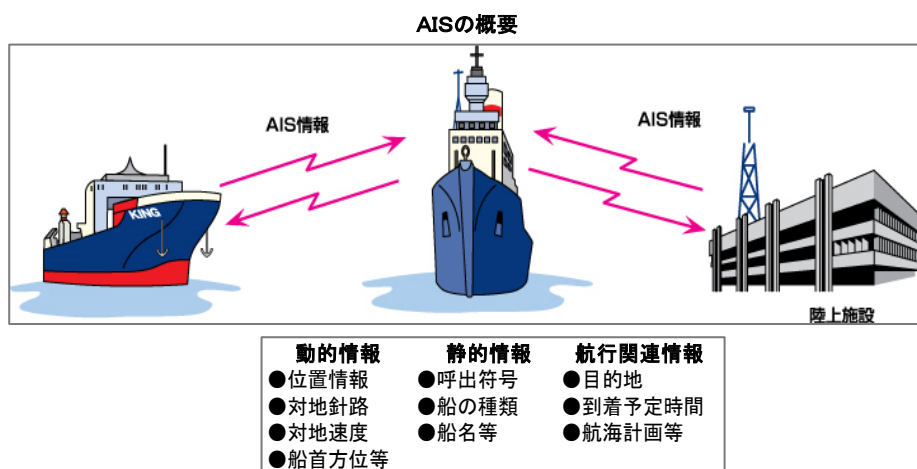 AISの概要
AIS情報
AIS情報
KING
陸上施設
動的情報 静的情報 航行関連情報
●位置情報 ●呼出符号 ●目的地
●対地針路 ●船の種類 ●到着予定時間
●対地速度 ●船名等 ●航海計画等
●船首方位等